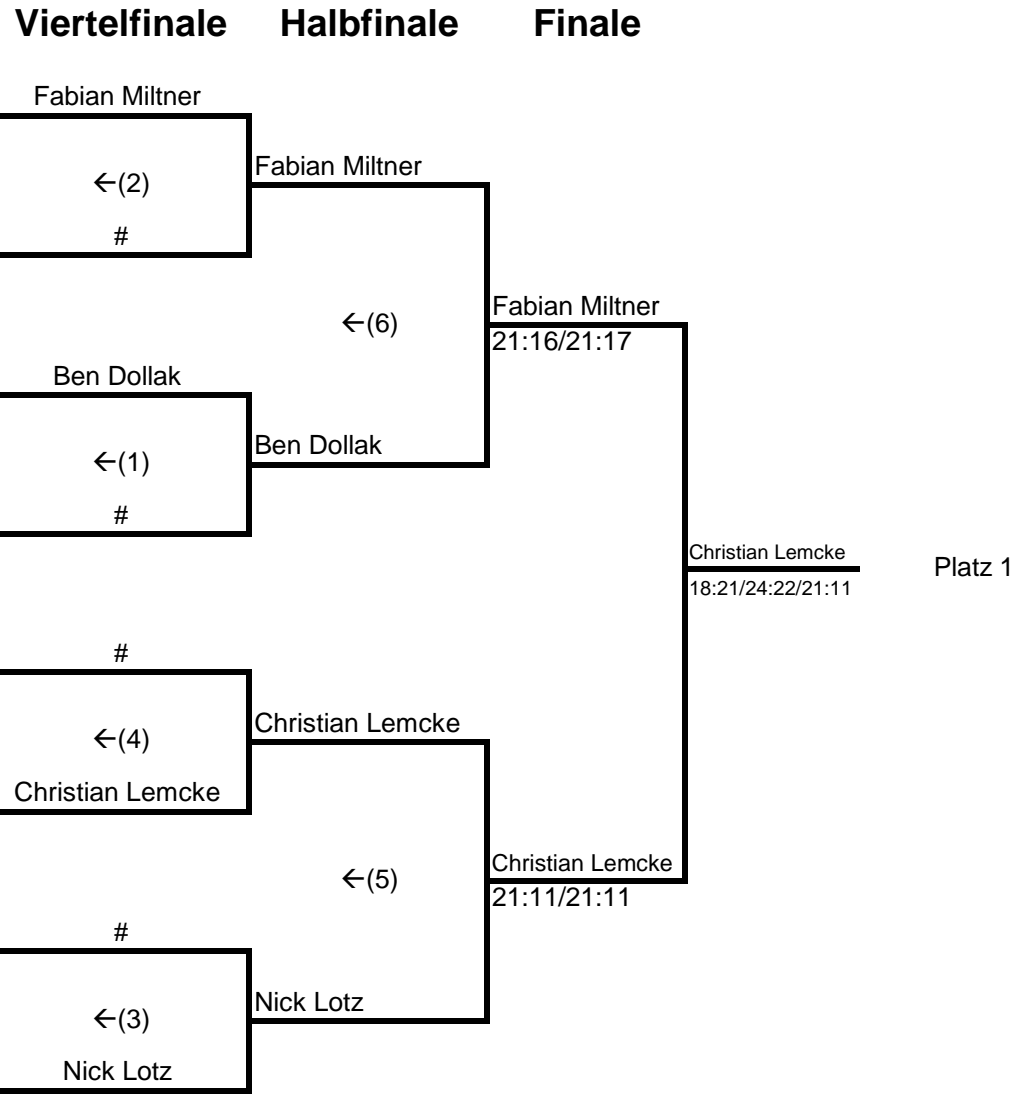 Viertelfinale Halbfinale Finale
Fabian Miltner
Fabian Miltner
←(2)
#
Fabian Miltner
←(6)
21:16/21:17
Ben Dollak
Ben Dollak
←(1)
#
Christian Lemcke
Platz 1
18:21/24:22/21:11
#
Christian Lemcke
←(4)
Christian Lemcke
Christian Lemcke
←(5)
21:11/21:11
#
Nick Lotz
←(3)
Nick Lotz